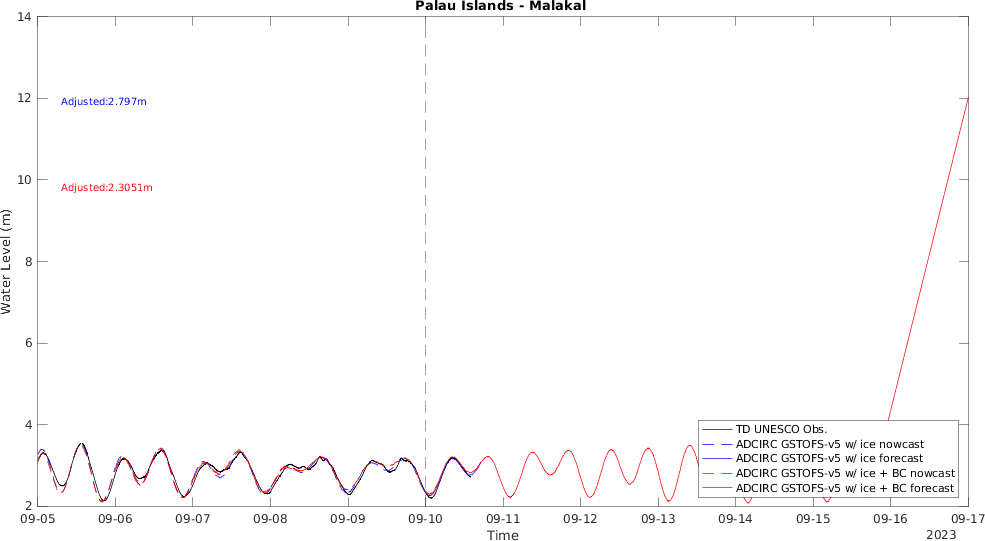 Palau Islands - Malakal
14
12
10
8
6
4
2
Water Level (m)
Adjusted:2.797m
Adjusted:2.3051m
TD UNESCO Obs.
ADCIRC GSTOFS-v5 w/ ice nowcast
ADCIRC GSTOFS-v5 w/ ice forecast
ADCIRC GSTOFS-v5 w/ ice + BC nowcast
ADCIRC GSTOFS-v5 w/ ice + BC forecast
09-05 09-06 09-07 09-08 09-09 09-10 09-11 09-12 09-13 09-14 09-15 09-16 09-17
Time
2023